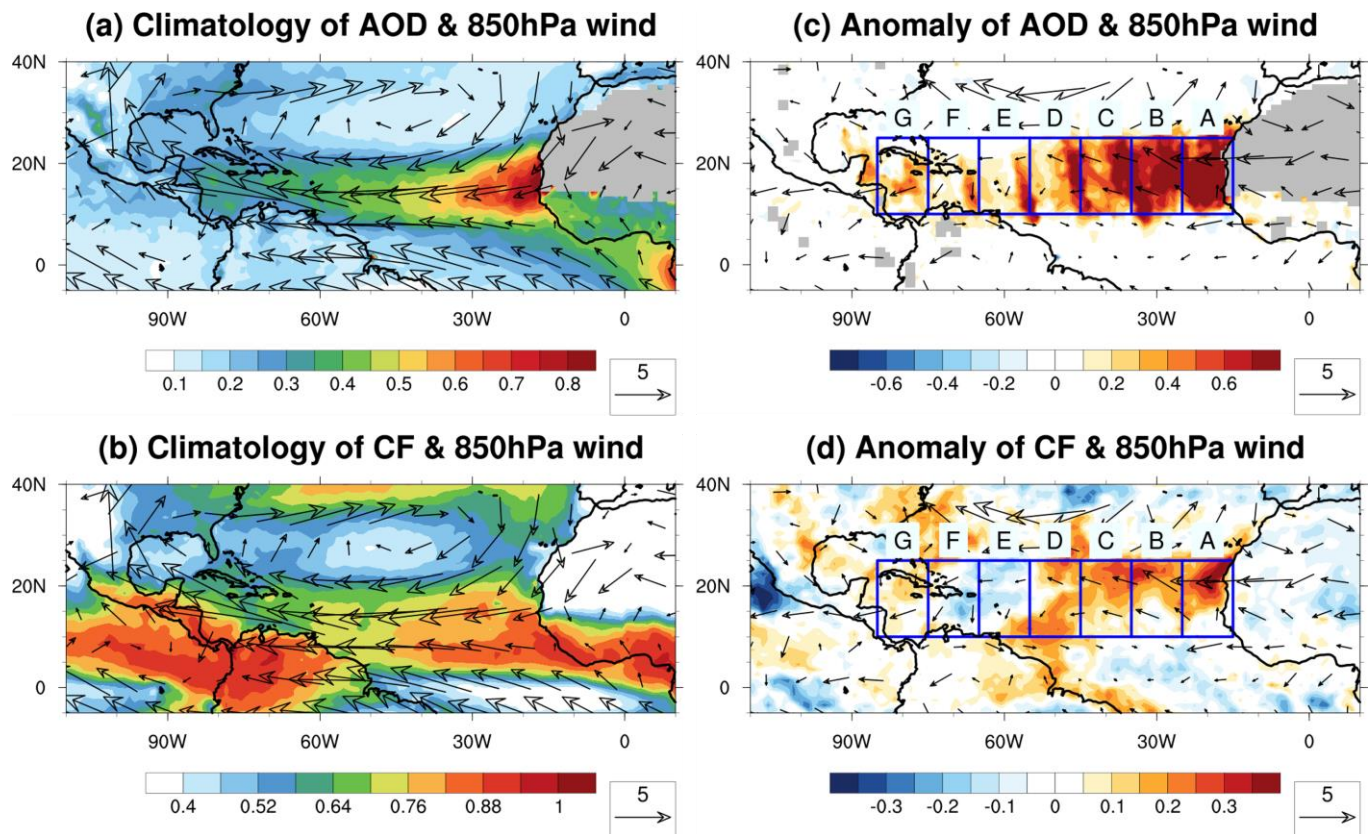 (a) Climatology of AOD & 850hPa wind
40N
20N
0
90W 60W 30W 0
0.1 0.2 0.3 0.4 0.5 0.6 0.7 0.8
5
(c) Anomaly of AOD & 850hPa wind
40N
20N
0
G F E D C B A
90W 60W 30W 0
-0.6 -0.4 -0.2 0 0.2 0.4 0.6
5
(b) Climatology of CF & 850hPa wind
40N
20N
0
90W 60W 30W 0
0.4 0.52 0.64 0.76 0.88 1
5
(d) Anomaly of CF & 850hPa wind
40N
20N
0
G F E D C B A
90W 60W 30W 0
-0.3 -0.2 -0.1 0 0.1 0.2 0.3
5